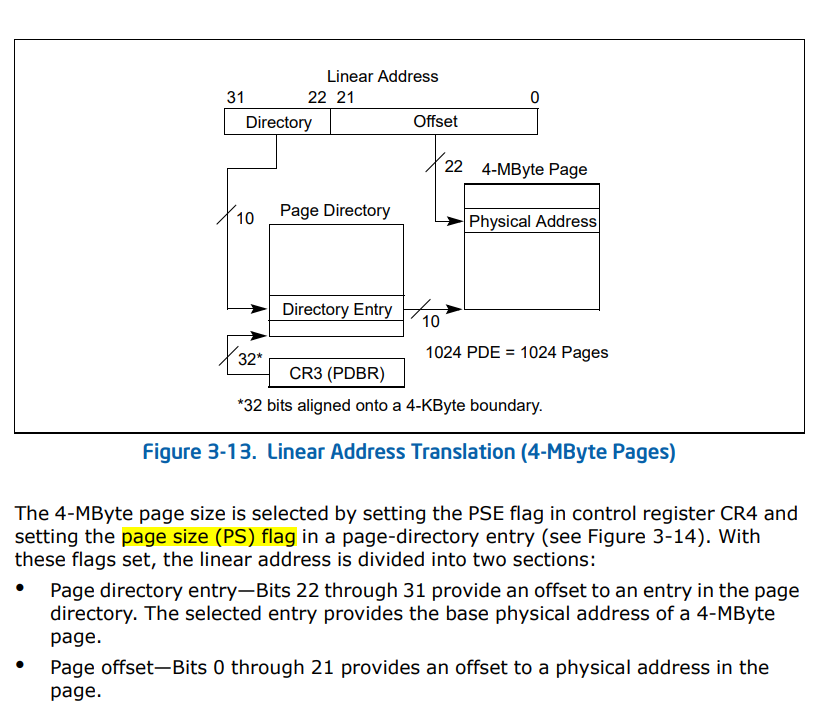 Linear Address
31 22 21 0
Directory Offset
22 4-MByte Page
10 Page Directory Physical Address
Directory Entry
10
32* 1024 PDE = 1024 Pages
CR3 (PDBR)
*32 bits aligned onto a 4-KByte boundary.
Figure 3-13. Linear Address Translation (4-MByte Pages)
The 4-MByte page size is selected by setting the PSE flag in control register CR4 and
setting the page size (PS) flag in a page-directory entry (see Figure 3-14). With
these flags set, the linear address is divided into two sections:
• Page directory entry—Bits 22 through 31 provide an offset to an entry in the page
directory. The selected entry provides the base physical address of a 4-MByte
page.
• Page offset—Bits 0 through 21 provides an offset to a physical address in the
page.